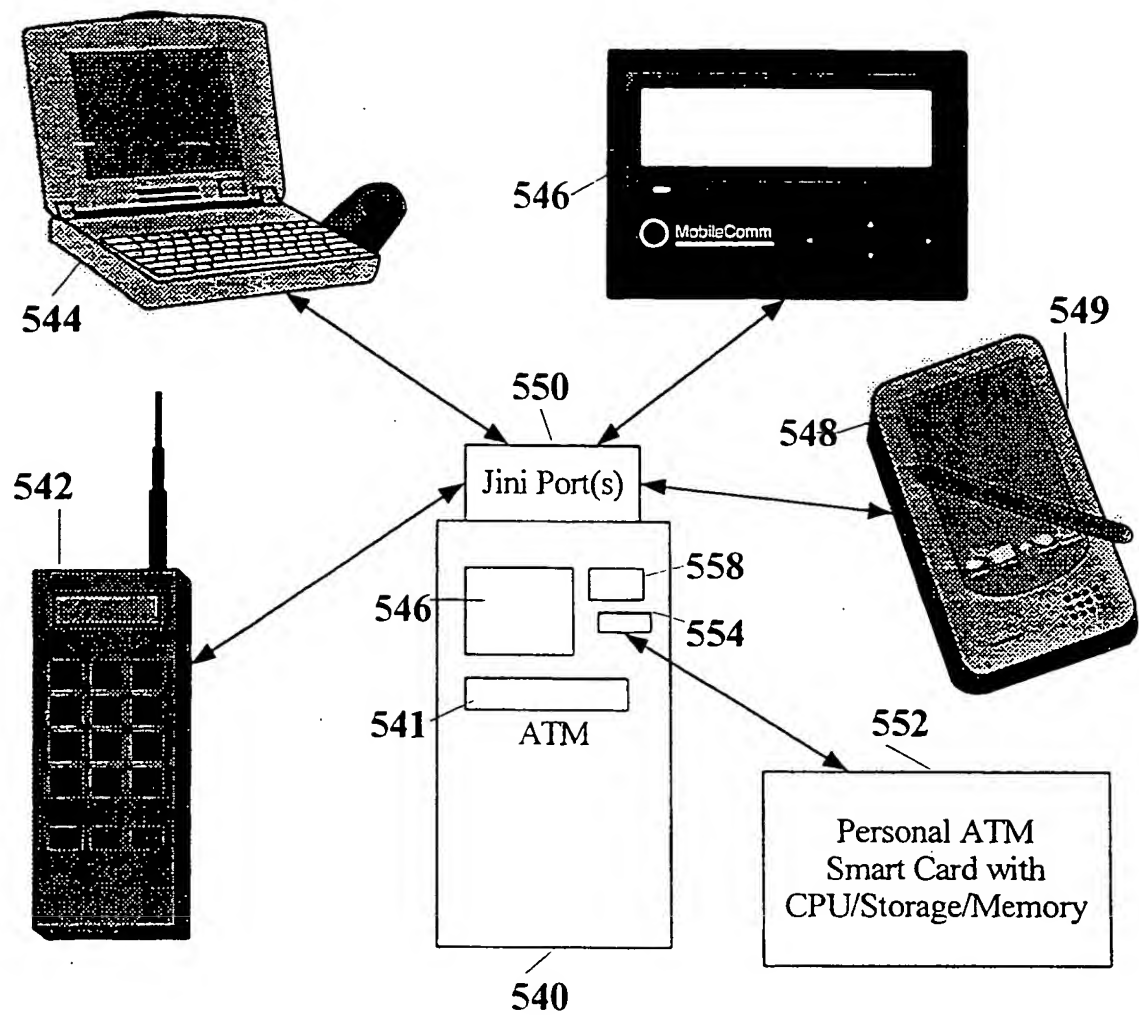 546
MobileComm
544
549
550
548
Jini Port(s)
542
558
546
554
541
ATM
552
Personal ATM
Smart Card with
CPU/Storage/Memory
540